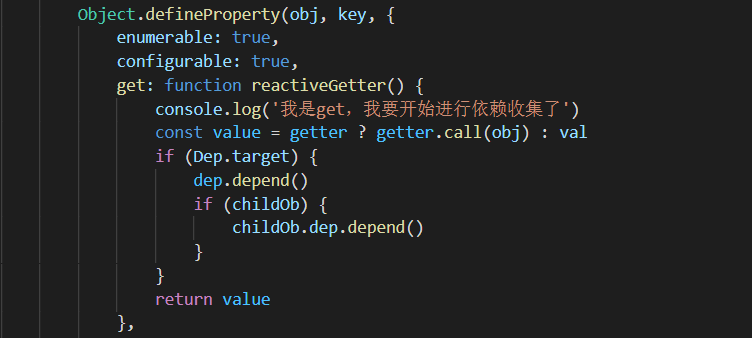 Object.defineProperty(obj, key, {
enumerable: true,
configurable: true,
get: function reactiveGetter() {
console.log('我是get，我要开始进行依赖收集了')
const value = getter ? getter.call(obj) : val
if (Dep.target) {
dep.depend()
if (childOb) {
childOb.dep.depend()
}
}
return value
},